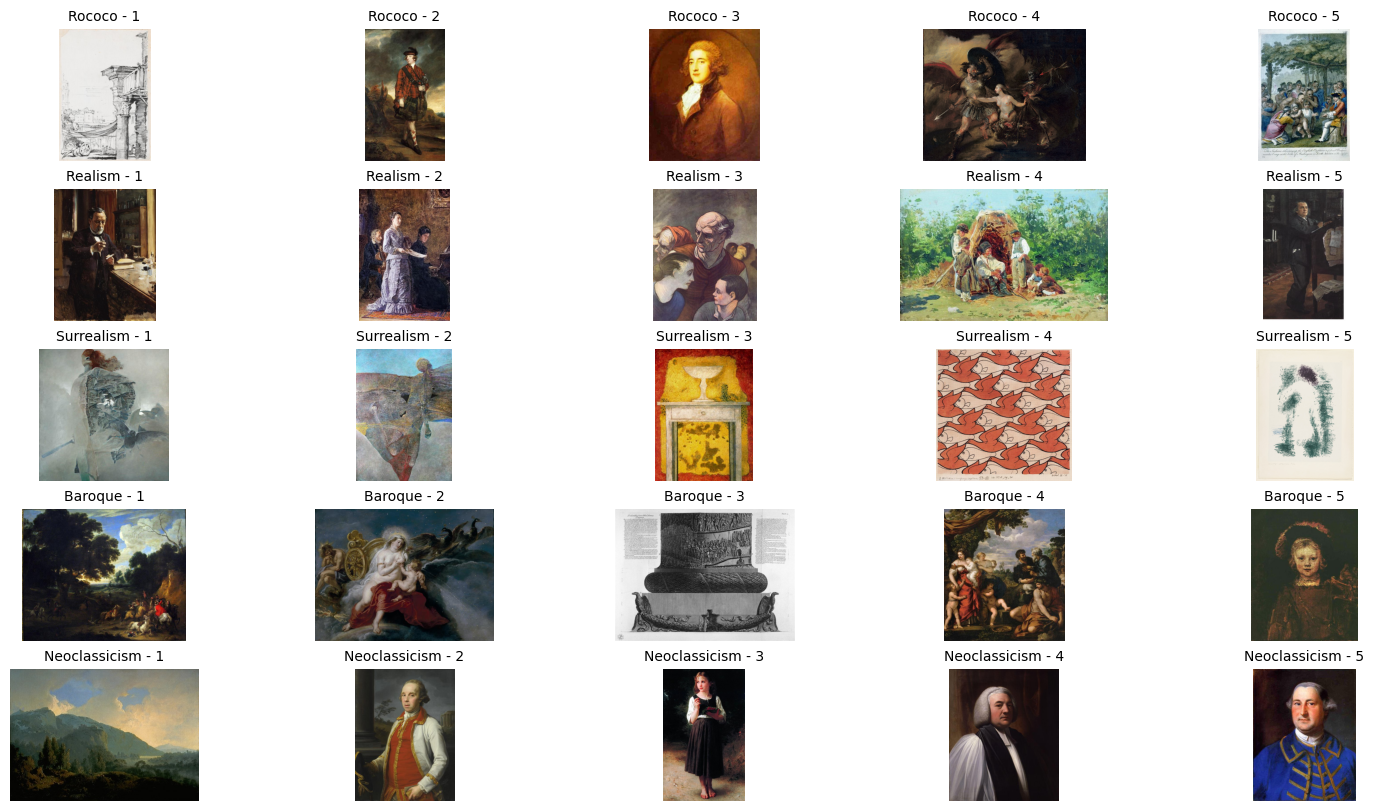 Rococo - 1
Rococo - 2
Rococo - 3
Rococo - 4
Rococo - 5
Realism - 1
Realism - 2
Realism - 3
Realism - 4
Realism - 5
Surrealism - 1
Surrealism - 2
Surrealism - 3
Surrealism - 4
Surrealism - 5
Baroque - 1
Baroque - 2
Baroque - 3
Baroque - 4
Baroque - 5
Neoclassicism - 1
Neoclassicism - 2
Neoclassicism - 3
Neoclassicism - 4
Neoclassicism - 5